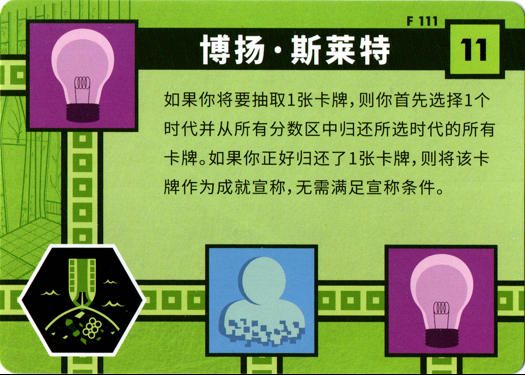 F 111
博扬·斯莱特
11
如果你将要抽取1张卡牌,则你首先选择1个
时代并从所有分数区中归还所选时代的所有
卡牌。如果你正好归还了1张卡牌,则将该卡
牌作为成就宣称,无需满足宣称条件。